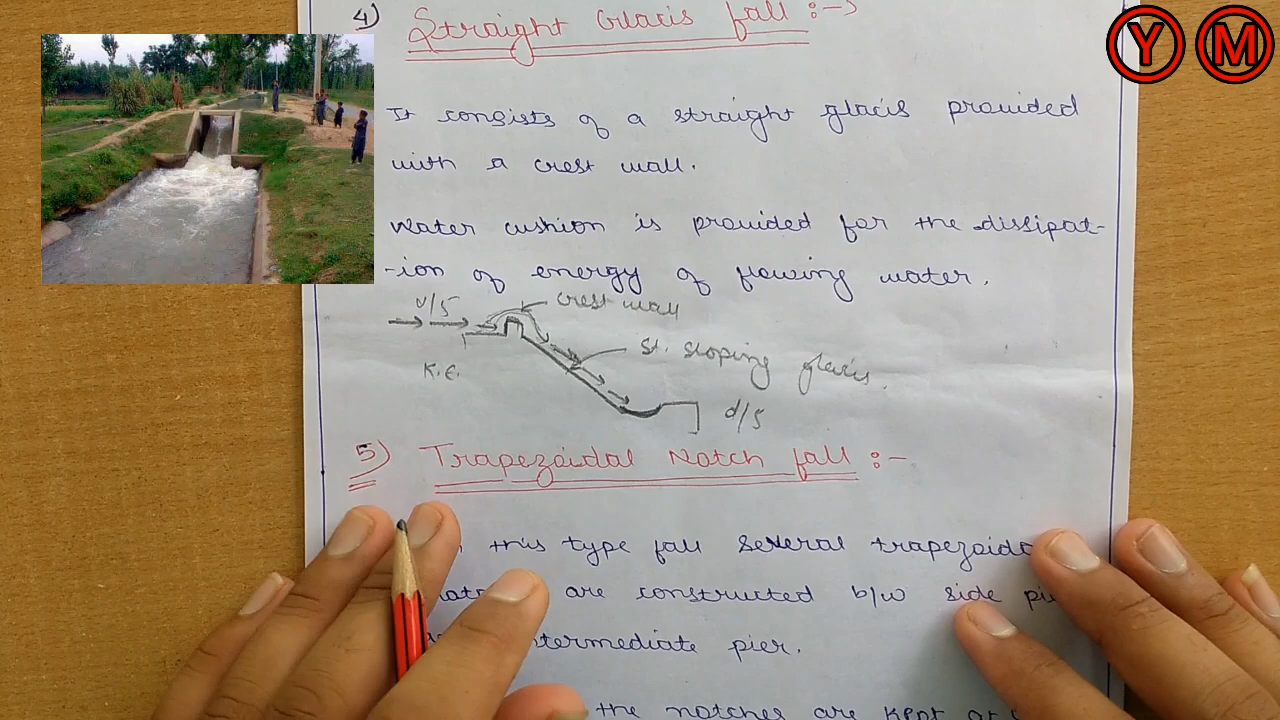 4) Straight Glacis fall :->
Y M
It consists of a straight glacis provided
with a crest wall.
Water cushion is provided for the dissipat-
-ion of energy of flowing water.
u/s
crest wall
st. sloping glacis.
K.E.
d/s
5) Trapezoidal Notch fall :-
this type fall several
are constructed b/w side
intermediate pier.
the notches are kept at